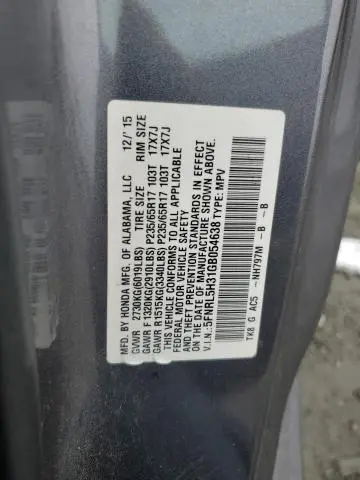 MFD. BY HONDA MFG. OF ALABAMA, LLC 12/'15
GVWR 2730KG(6019LBS) TIRE SIZE RIM SIZE
GAWR F 1320KG(2910LBS) P235/65R17 103T 17X7J
GAWR R1515KG(3340LBS) P235/65R17 103T 17X7J
THIS VEHICLE CONFORMS TO ALL APPLICABLE
FEDERAL MOTOR VEHICLE SAFETY
AND THEFT PREVENTION STANDARDS IN EFFECT
ON THE DATE OF MANUFACTURE SHOWN ABOVE.
V.I.N.: 5FNRL5H31GB054638 TYPE: MPV
TK8 G AC5 -NH797M -B -B